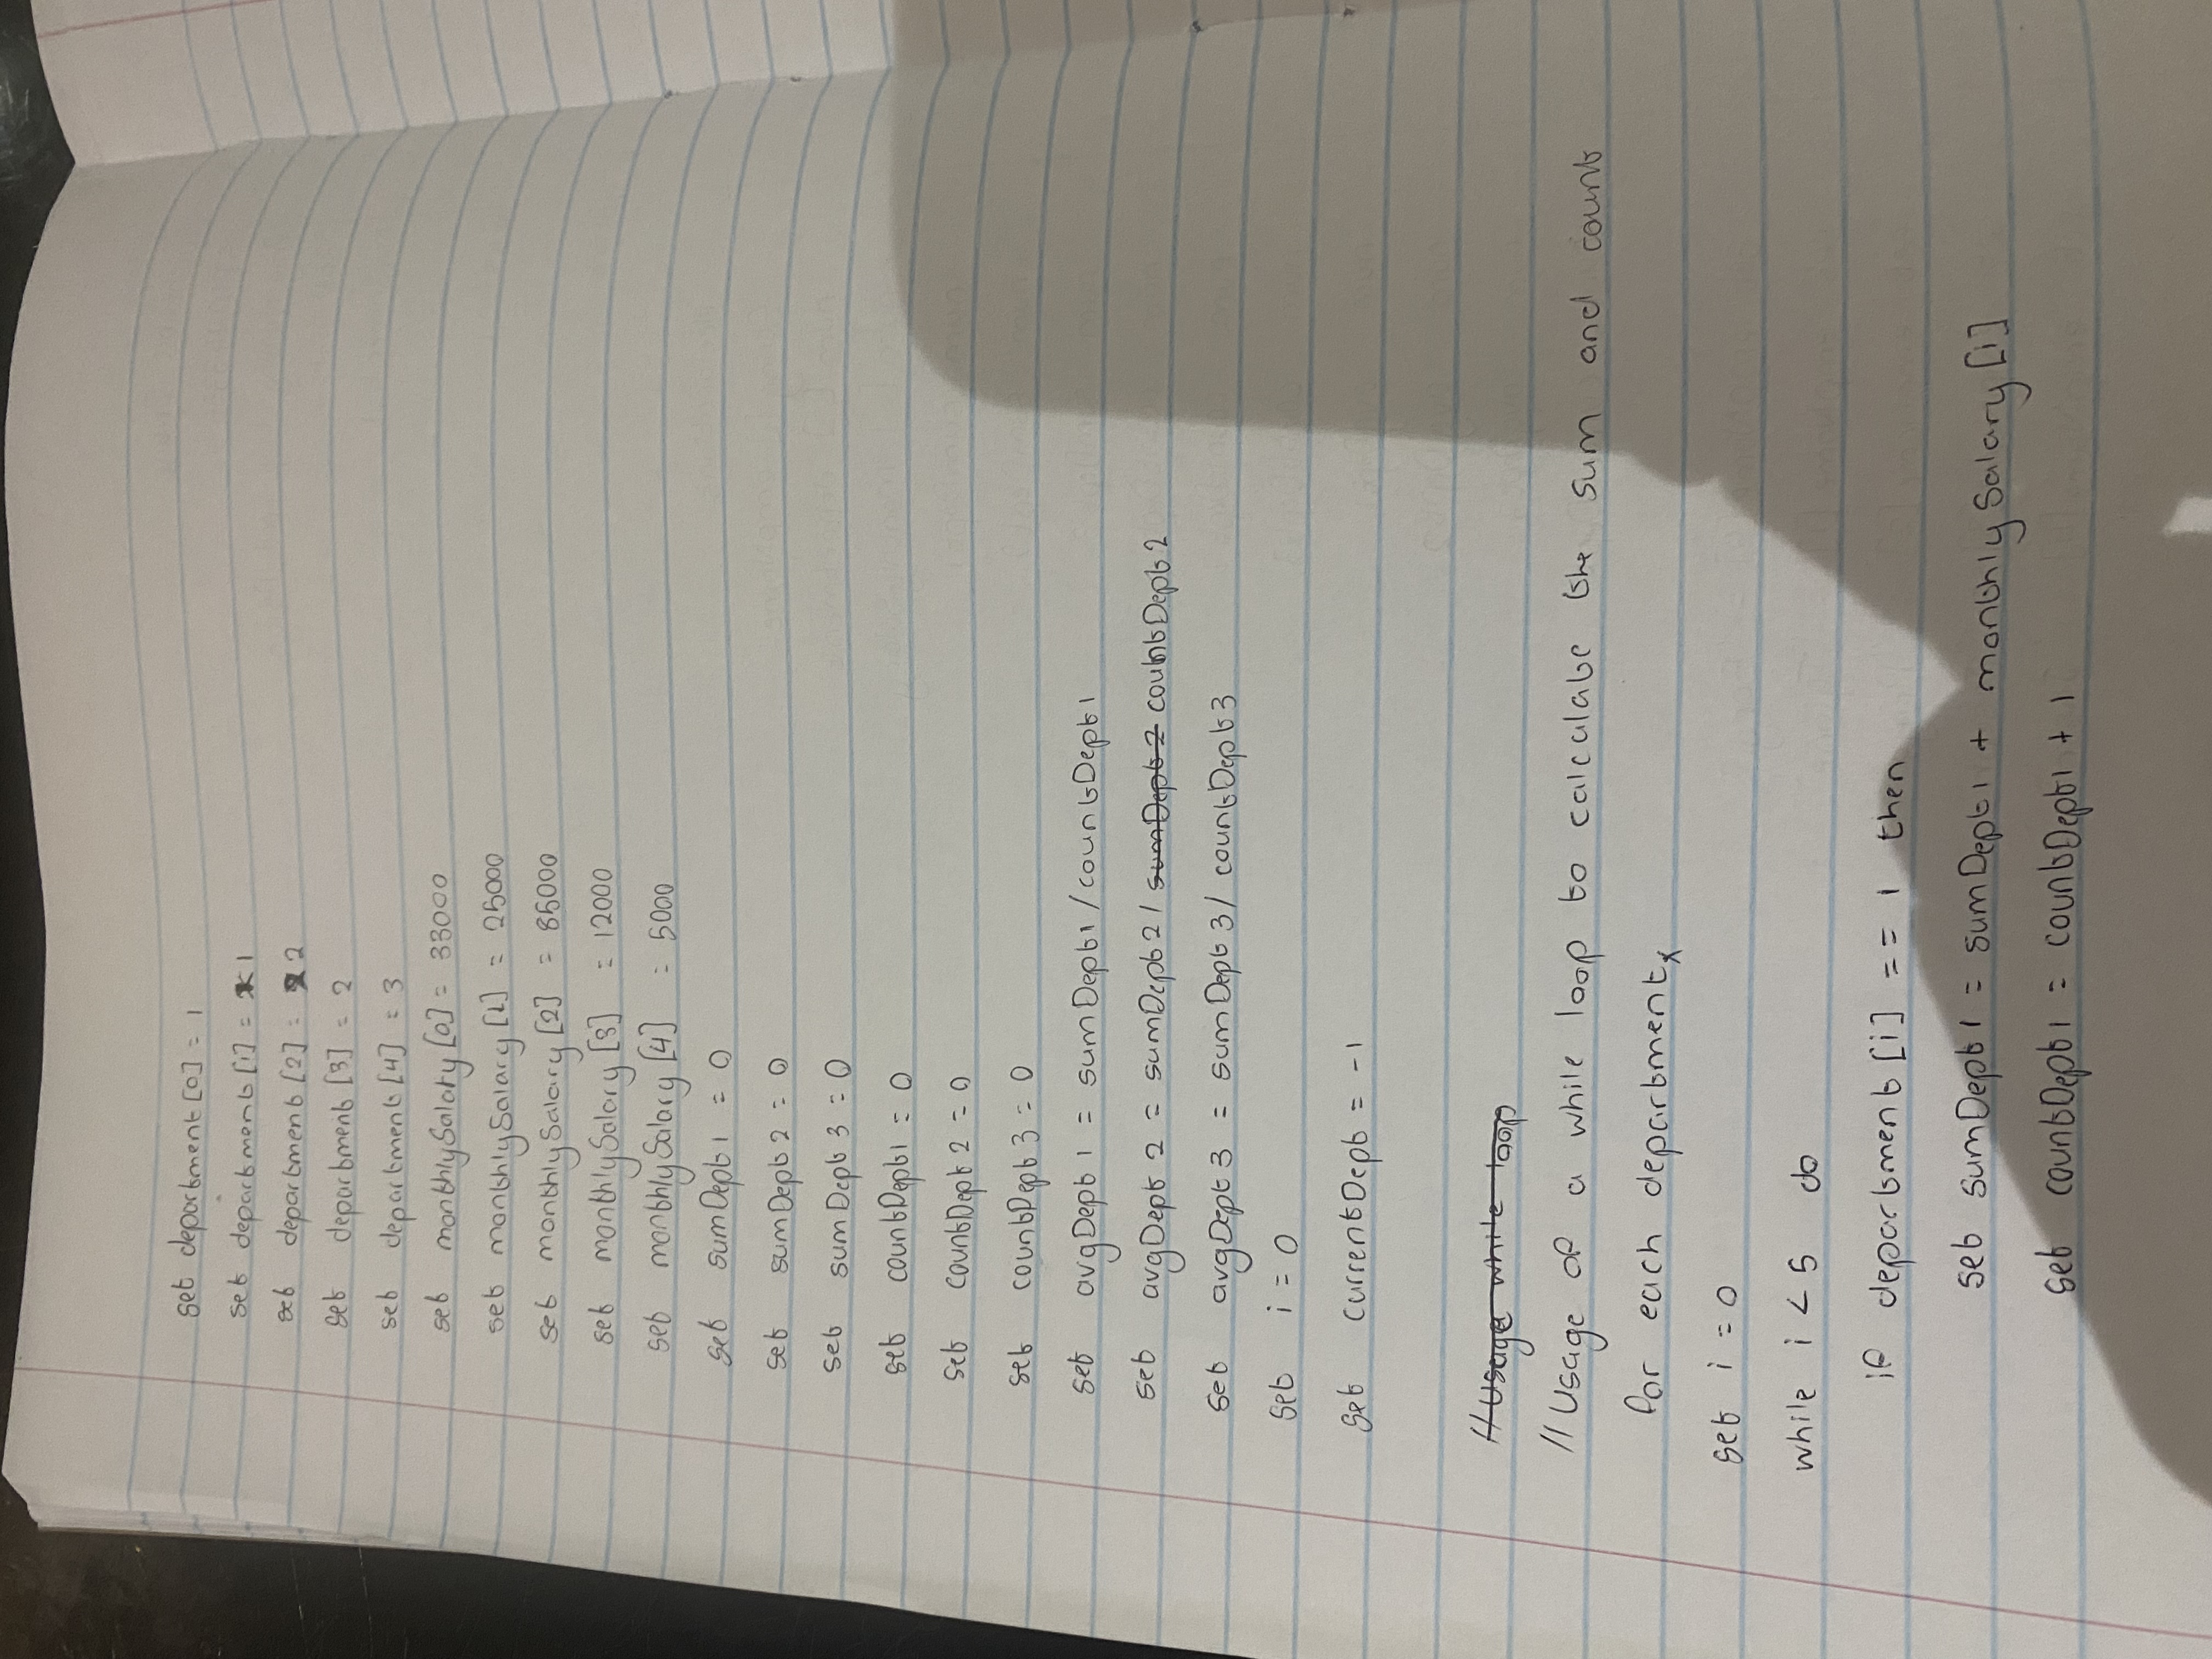 set department[0] = 1
set department[1] = 1
set department[2] = 2
set department[3] = 2
set department[4] = 3
set monthlySalary[0] = 33000
set monthlySalary[1] = 25000
set monthlySalary[2] = 85000
set monthlySalary[3] = 12000
set monthlySalary[4] = 5000
set sumDept1 = 0
set sumDept2 = 0
set sumDept3 = 0
set countDept1 = 0
set countDept2 = 0
set countDept3 = 0
set avgDept1 = sumDept1/countDept1
set avgDept2 = sumDept2/ sumDept2 countDept2
set avgDept3 = sumDept3/ countDept3
set i = 0
set currentDept = -1
//Usage while loop
//Usage of a while loop to calculate the sum and count
for each department
set i = 0
while i < 5 do
if department[i] == 1 then
set sumDept1 = sumDept1 + monthlySalary[i]
set countDept1 = countDept1 + 1